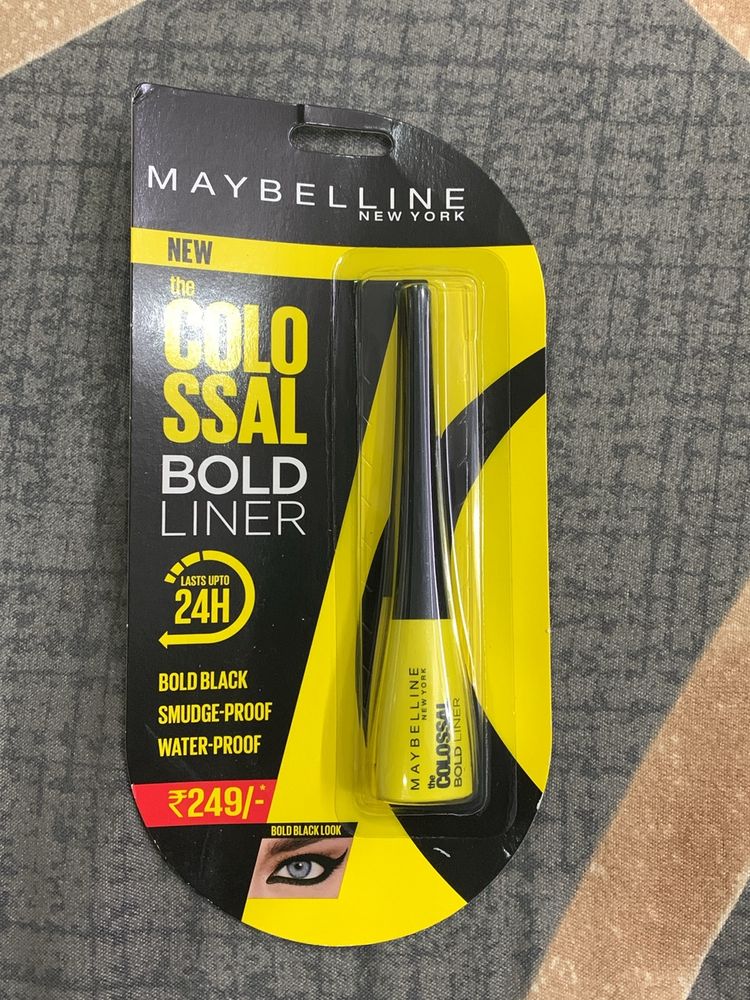 MAYBELLINE
NEW YORK
NEW
the
COLO
SSAL
BOLD
LINER
LASTS UPTO
24H
BOLD BLACK
SMUDGE-PROOF
WATER-PROOF
₹249/-*
BOLD BLACK LOOK
MAYBELLINE
NEW YORK
the
COLOSSAL
BOLD LINER